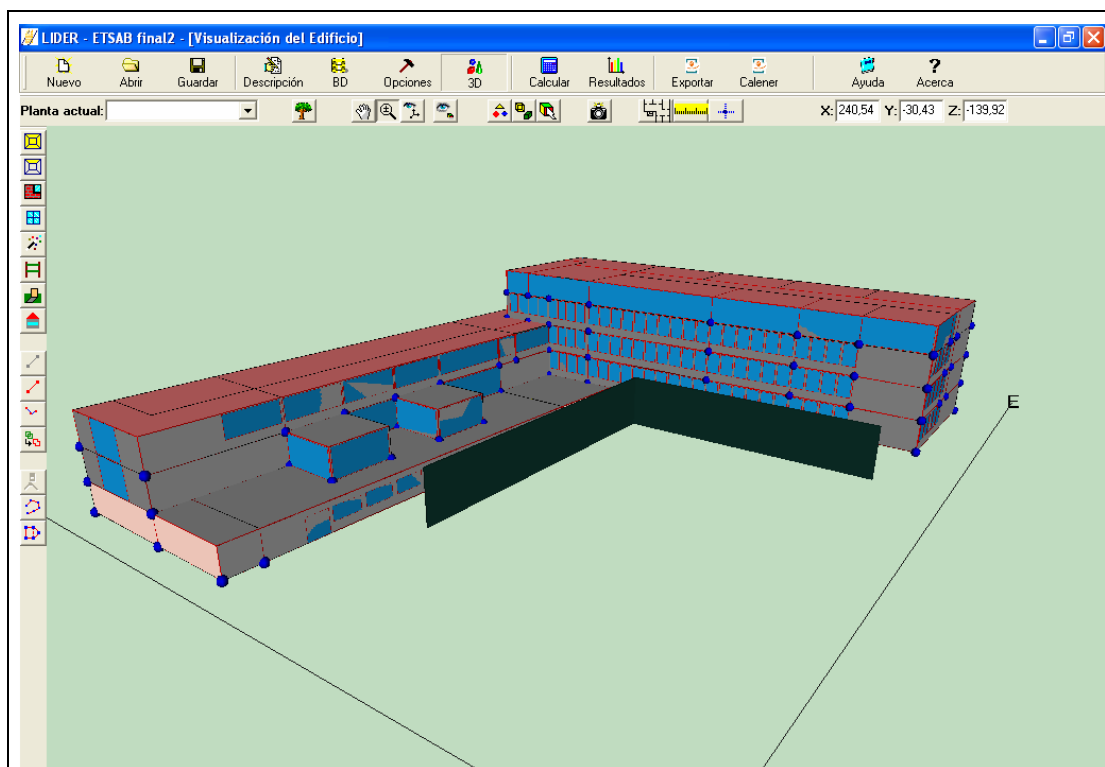 LIDER - ETSAB final2 - [Visualización del Edificio]
Nuevo Abrir Guardar Descripción BD Opciones 3D Calcular Resultados Exportar Calener Ayuda Acerca
Planta actual: X: 240,54 Y: -30,43 Z: -139,92
E